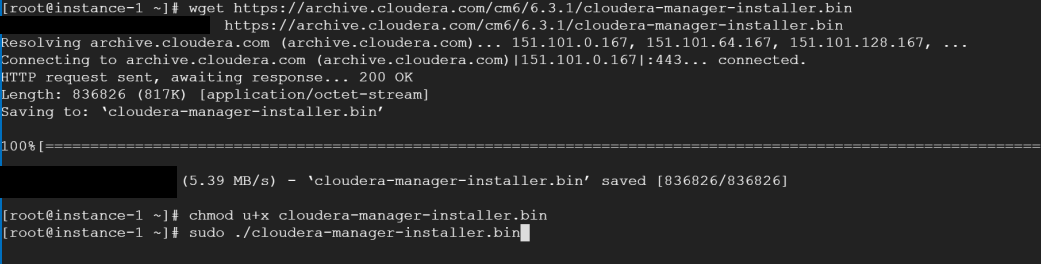 [root@instance-1 ~]# wget https://archive.cloudera.com/cm6/6.3.1/cloudera-manager-installer.bin
https://archive.cloudera.com/cm6/6.3.1/cloudera-manager-installer.bin
Resolving archive.cloudera.com (archive.cloudera.com)... 151.101.0.167, 151.101.64.167, 151.101.128.167, ...
Connecting to archive.cloudera.com (archive.cloudera.com)|151.101.0.167|:443... connected.
HTTP request sent, awaiting response... 200 OK
Length: 836826 (817K) [application/octet-stream]
Saving to: ‘cloudera-manager-installer.bin’
100%[===============================================================================================================
(5.39 MB/s) - ‘cloudera-manager-installer.bin’ saved [836826/836826]
[root@instance-1 ~]# chmod u+x cloudera-manager-installer.bin
[root@instance-1 ~]# sudo ./cloudera-manager-installer.bin